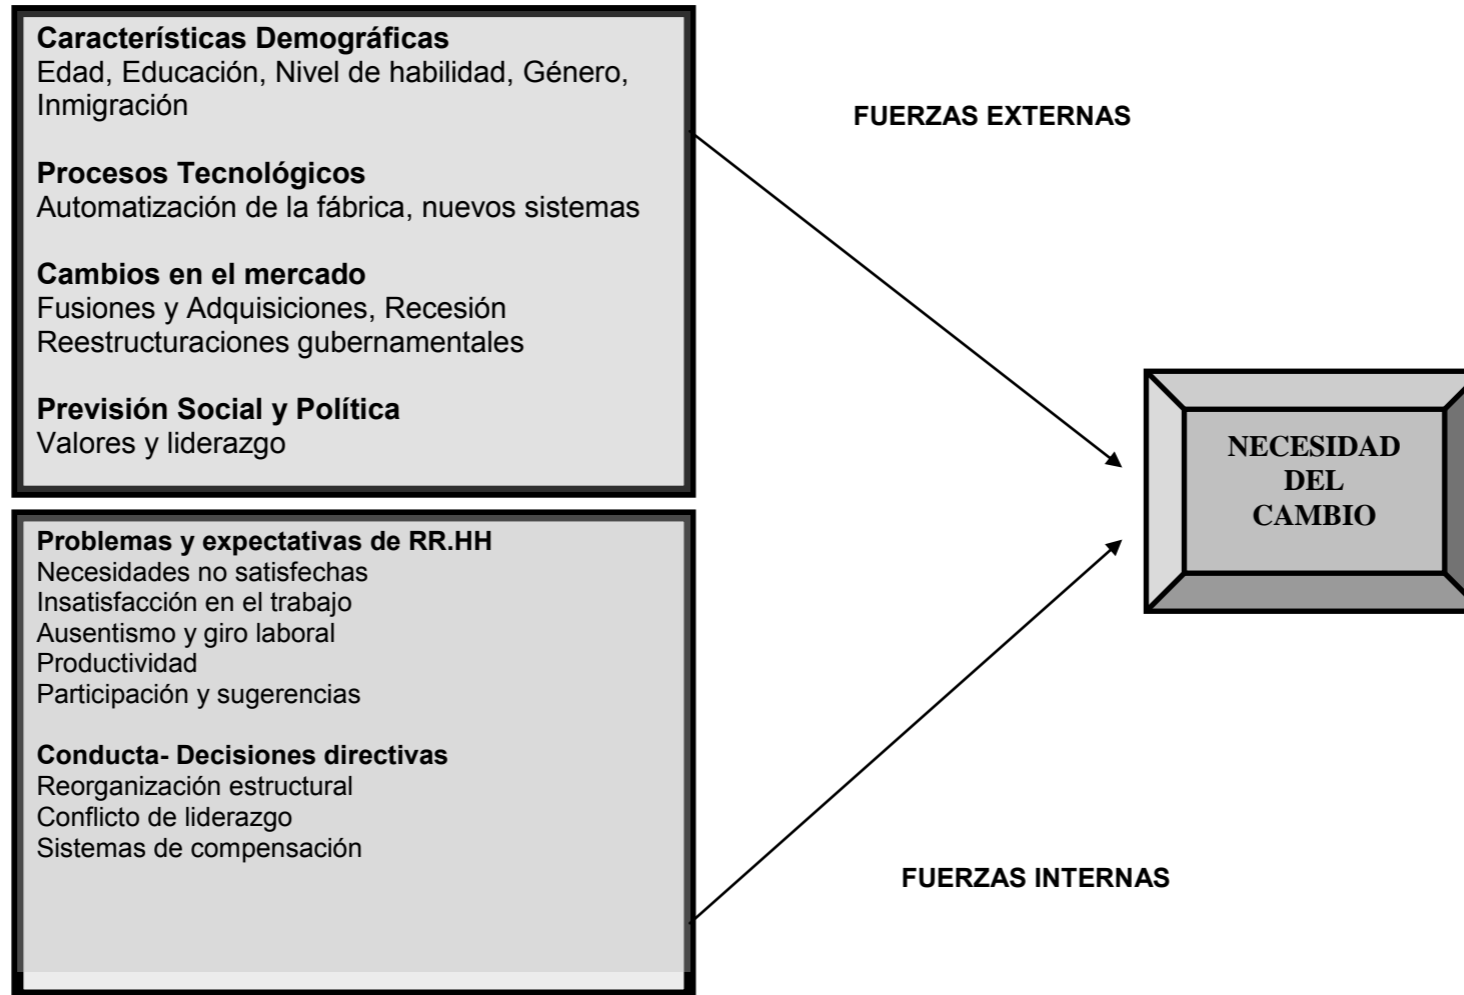 Características Demográficas
Edad, Educación, Nivel de habilidad, Género,
Inmigración
Procesos Tecnológicos
Automatización de la fábrica, nuevos sistemas
Cambios en el mercado
Fusiones y Adquisiciones, Recesión
Reestructuraciones gubernamentales
Previsión Social y Política
Valores y liderazgo
FUERZAS EXTERNAS
NECESIDAD
DEL
CAMBIO
Problemas y expectativas de RR.HH
Necesidades no satisfechas
Insatisfacción en el trabajo
Ausentismo y giro laboral
Productividad
Participación y sugerencias
Conducta- Decisiones directivas
Reorganización estructural
Conflicto de liderazgo
Sistemas de compensación
FUERZAS INTERNAS